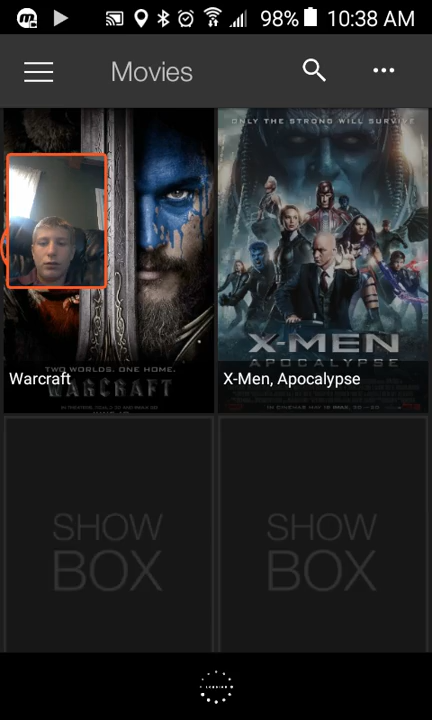 98% 10:38 AM
Movies
ONLY THE STRONG WILL SURVIVE
TWO WORLDS. ONE HOME.
WARCRAFT
Warcraft
X-MEN
APOCALYPSE
X-Men, Apocalypse
SHOW
BOX
SHOW
BOX